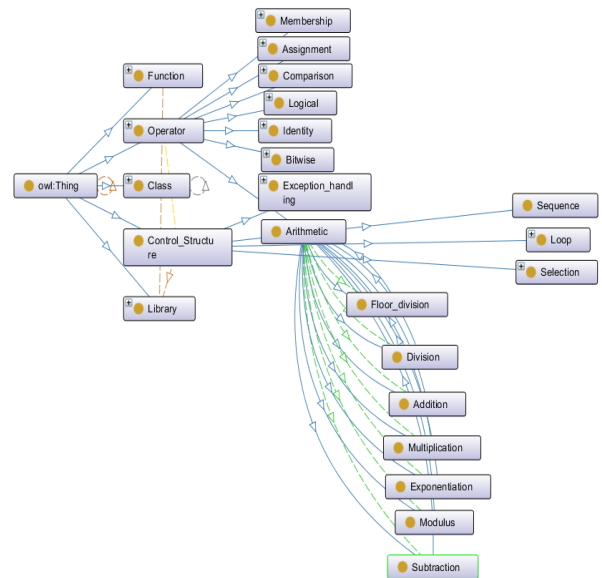 Membership
Assignment
Function
Comparison
Logical
Operator
Identity
Bitwise
owl:Thing
Class
Exception_handl
ing
Sequence
Arithmetic
Control_Structu
re
Loop
Selection
Library
Floor_division
Division
Addition
Multiplication
Exponentiation
Modulus
Subtraction